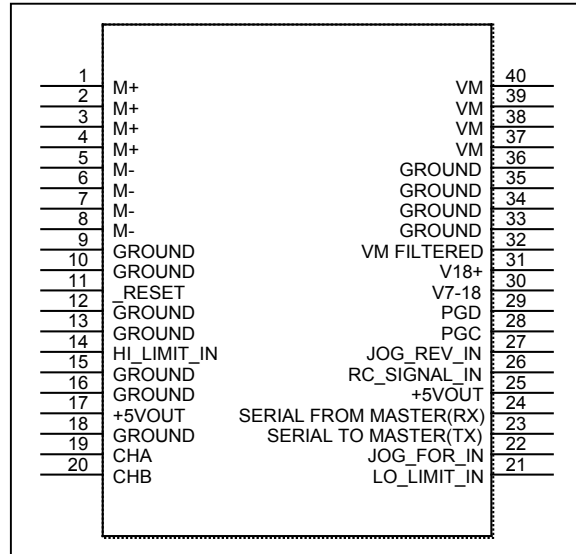 1 M+ VM 40
2 M+ VM 39
3 M+ VM 38
4 M+ VM 37
5 M- GROUND 36
6 M- GROUND 35
7 M- GROUND 34
8 M- GROUND 33
9 GROUND VM FILTERED 32
10 GROUND V18+ 31
11 _RESET V7-18 30
12 GROUND PGD 29
13 GROUND PGC 28
14 HI_LIMIT_IN JOG_REV_IN 27
15 GROUND RC_SIGNAL_IN 26
16 GROUND +5VOUT 25
17 +5VOUT SERIAL FROM MASTER(RX) 24
18 GROUND SERIAL TO MASTER(TX) 23
19 CHA JOG_FOR_IN 22
20 CHB LO_LIMIT_IN 21